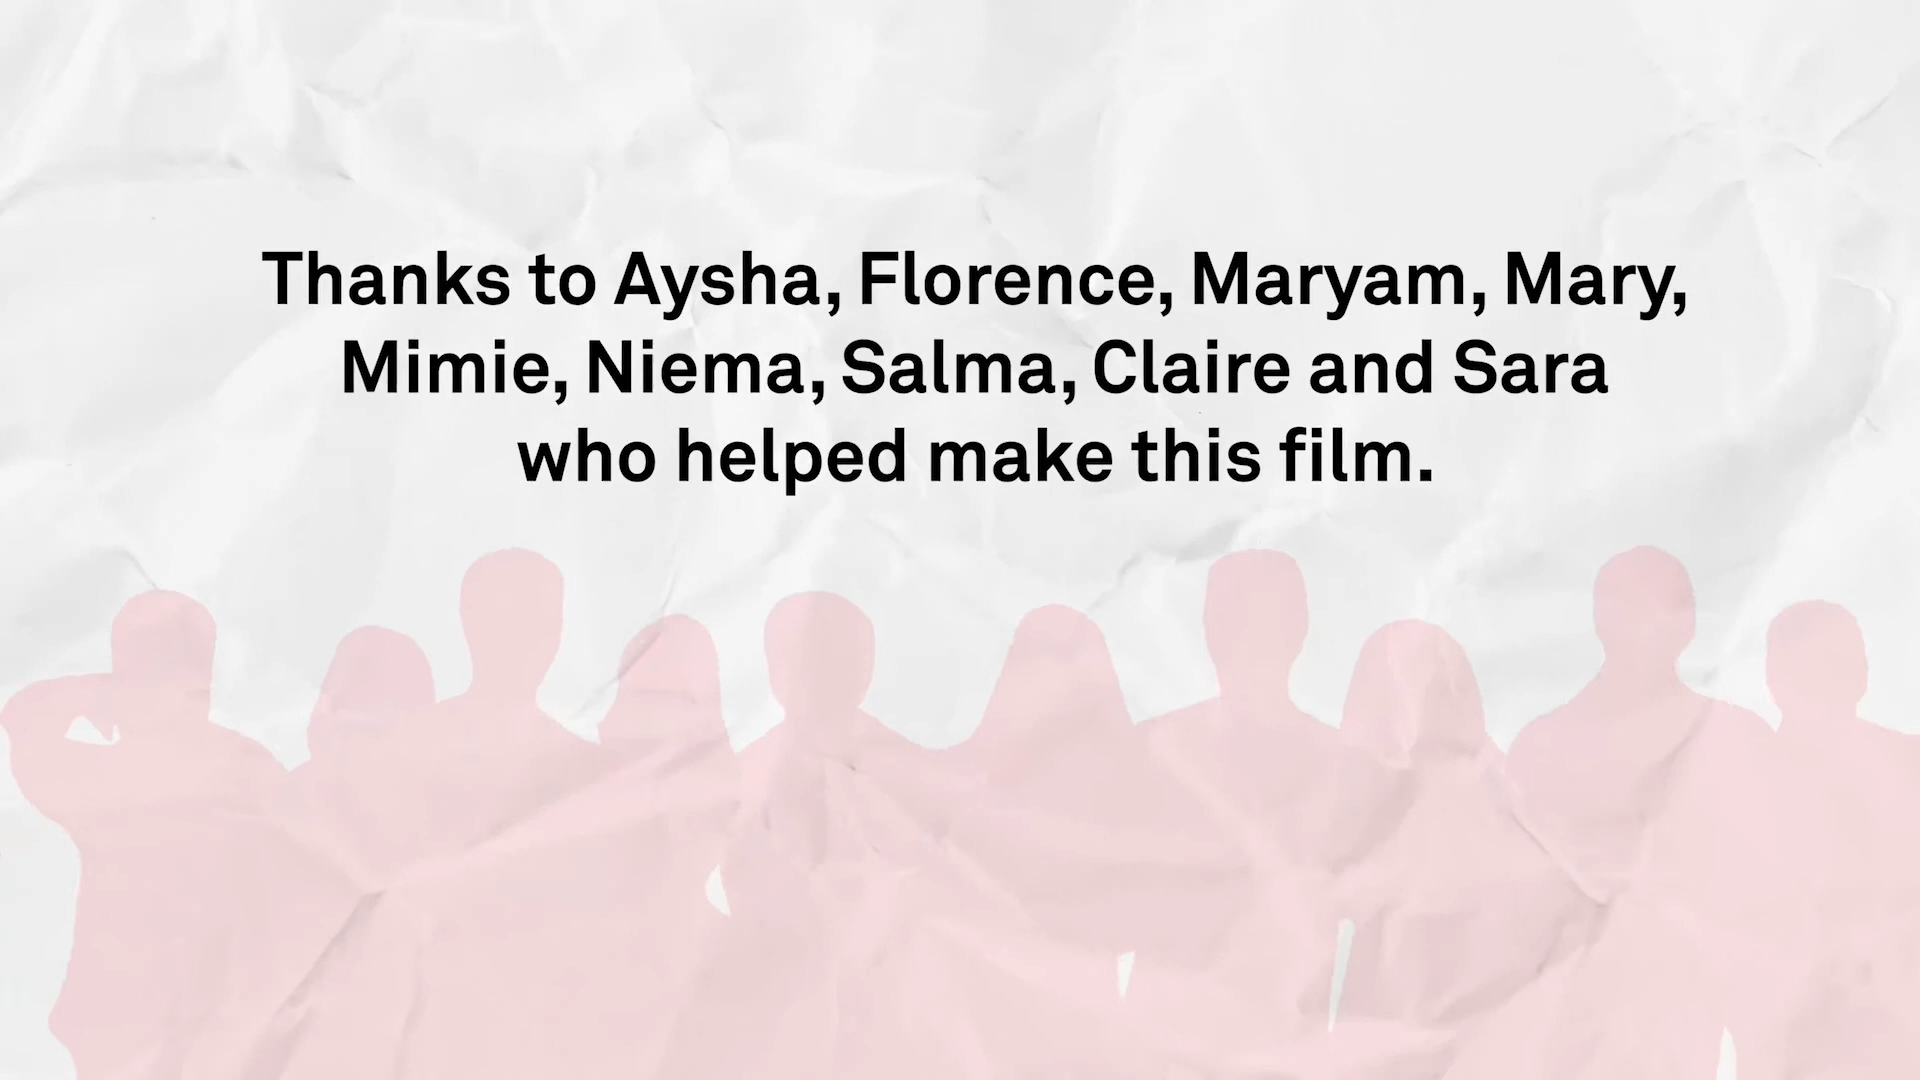 Thanks to Aysha, Florence, Maryam, Mary,
Mimie, Niema, Salma, Claire and Sara
who helped make this film.